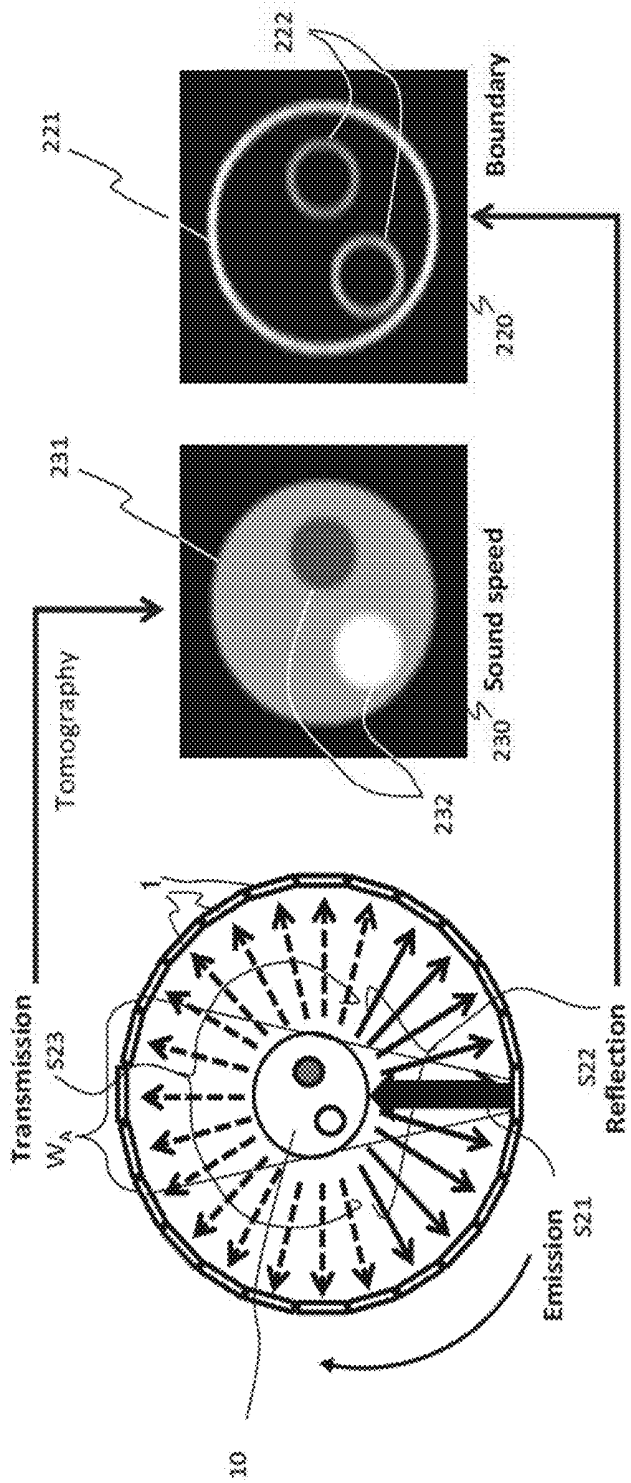 10
Emission
S21
Transmission
W_A
S23
1
S22
Reflection
Tomography
231
232
230
Sound speed
221
222
220
Boundary